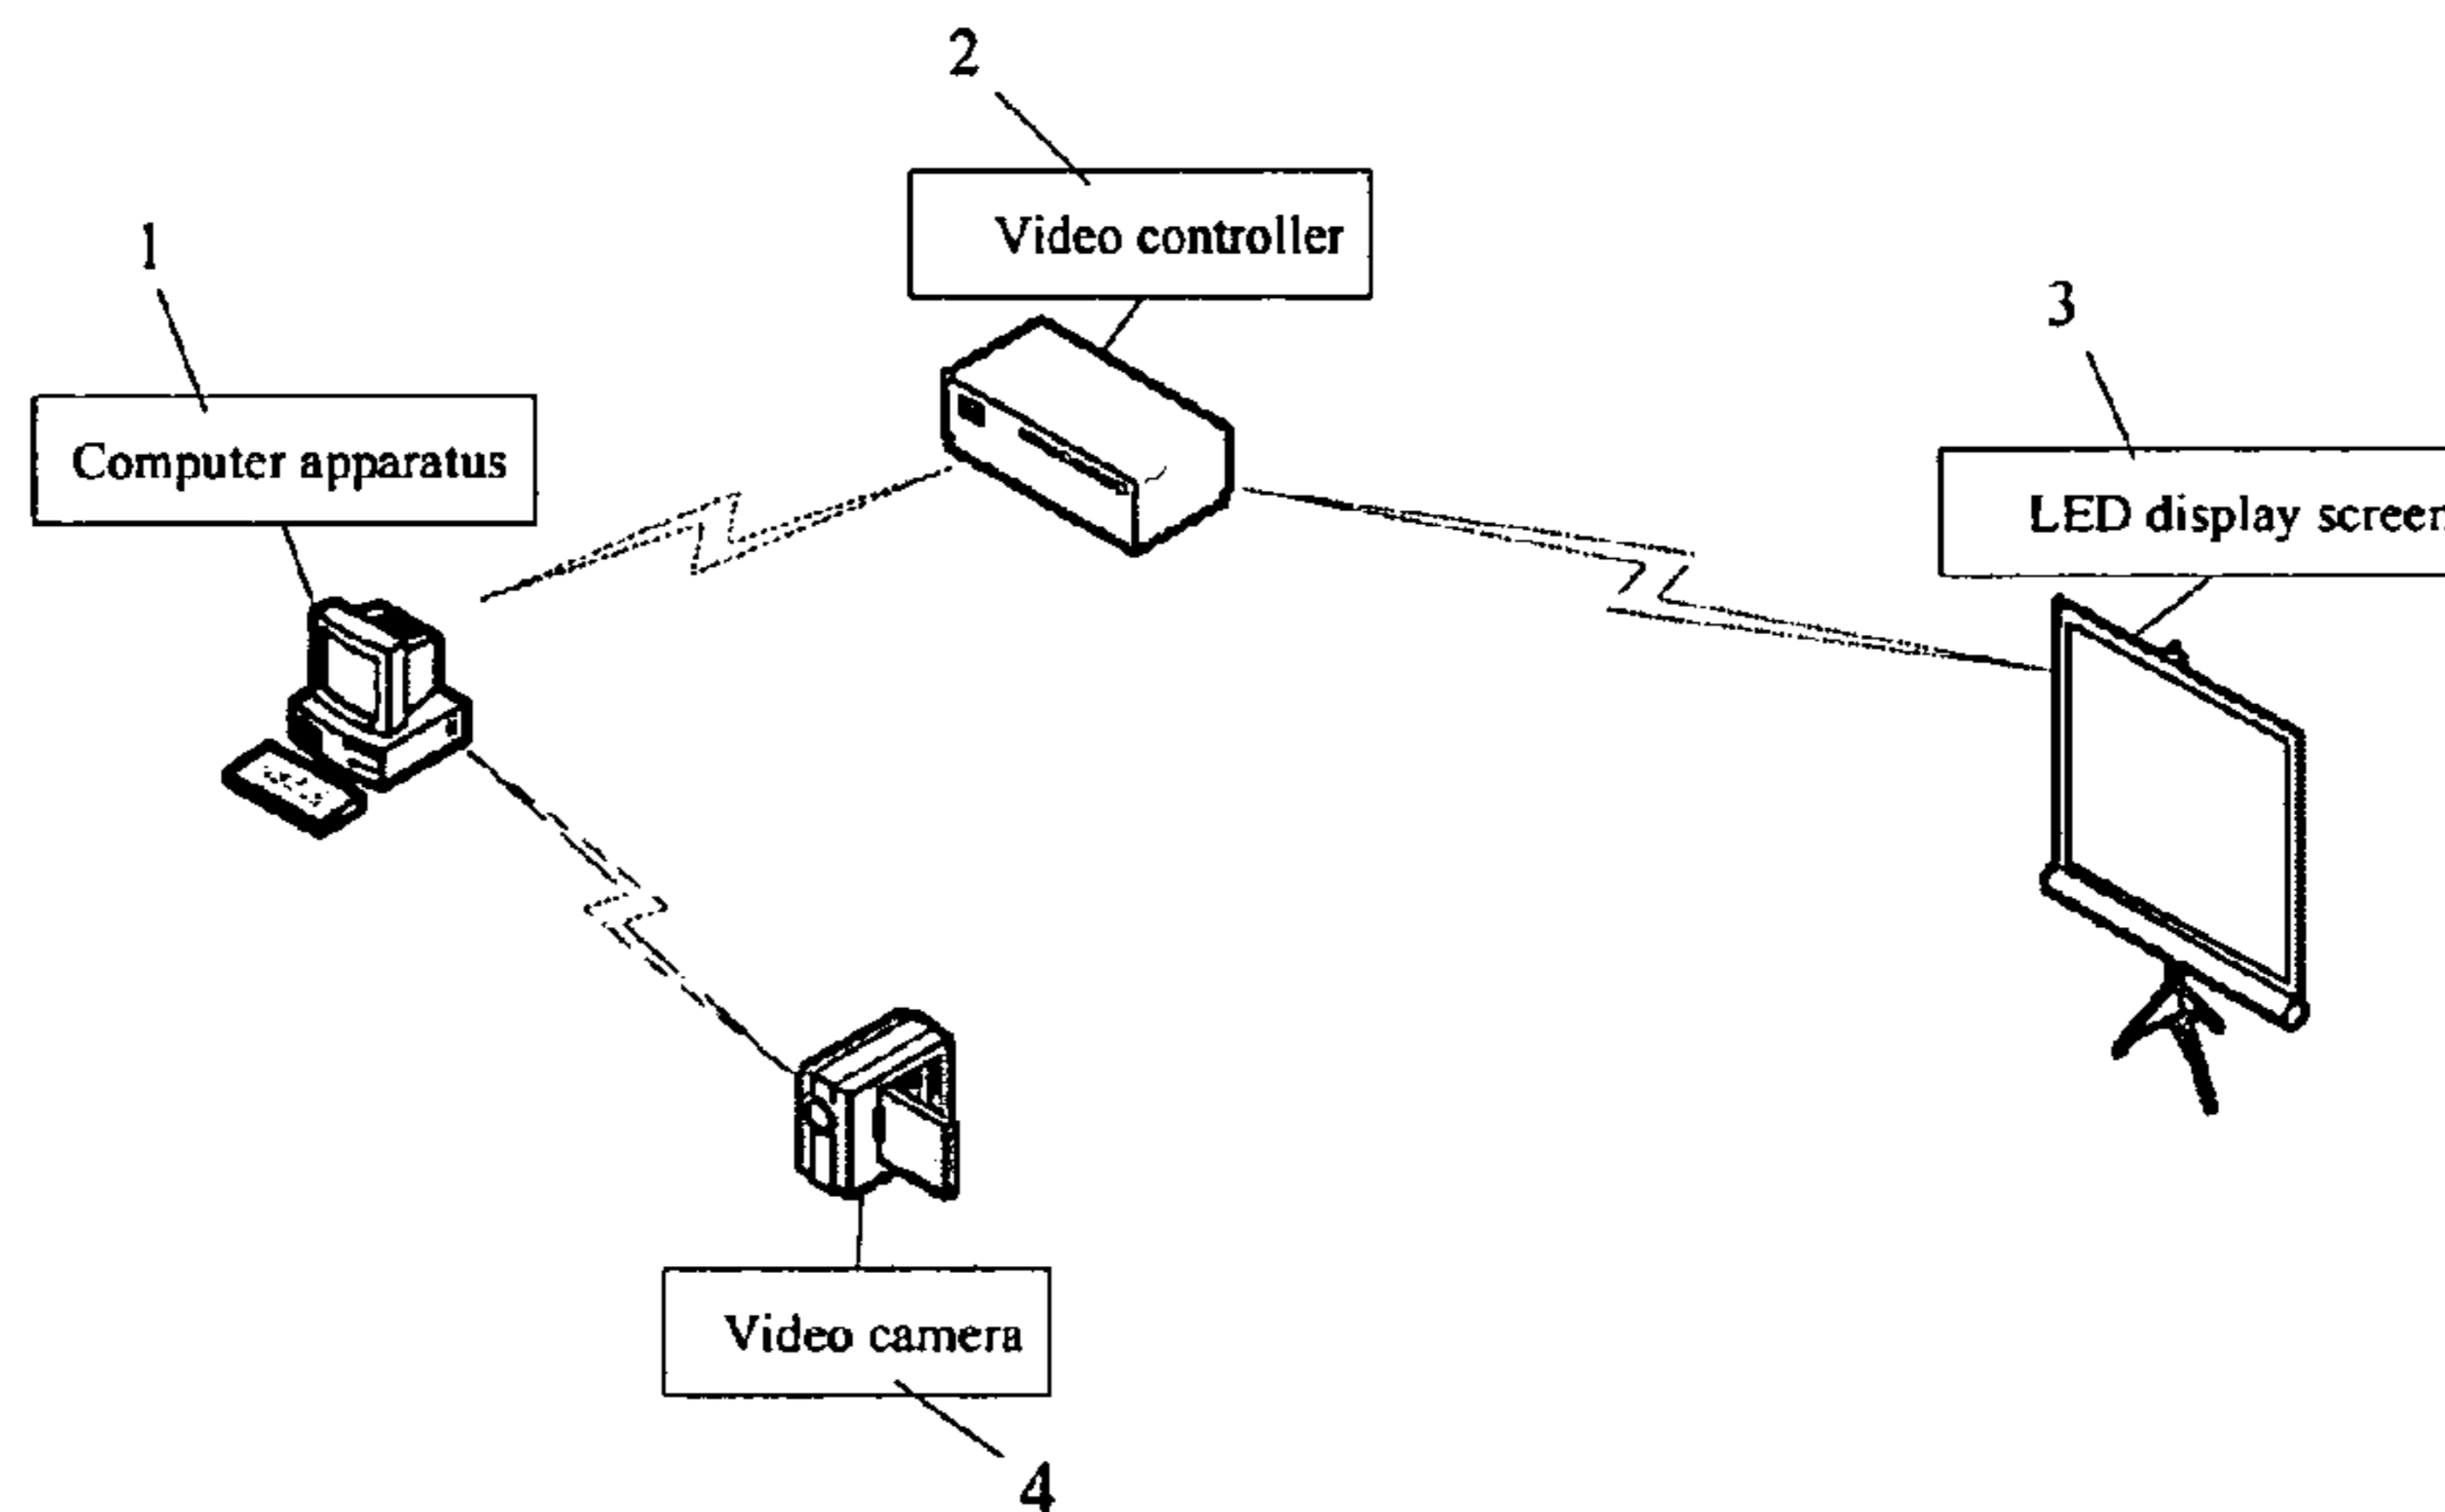 2
Video controller
1
3
Computer apparatus
LED display screen
Video camera
4